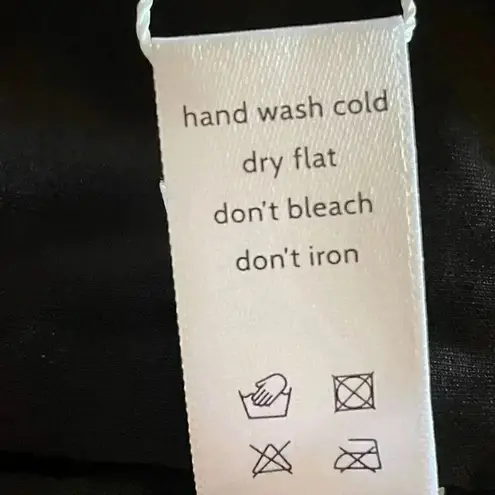 hand wash cold
dry flat
don't bleach
don't iron